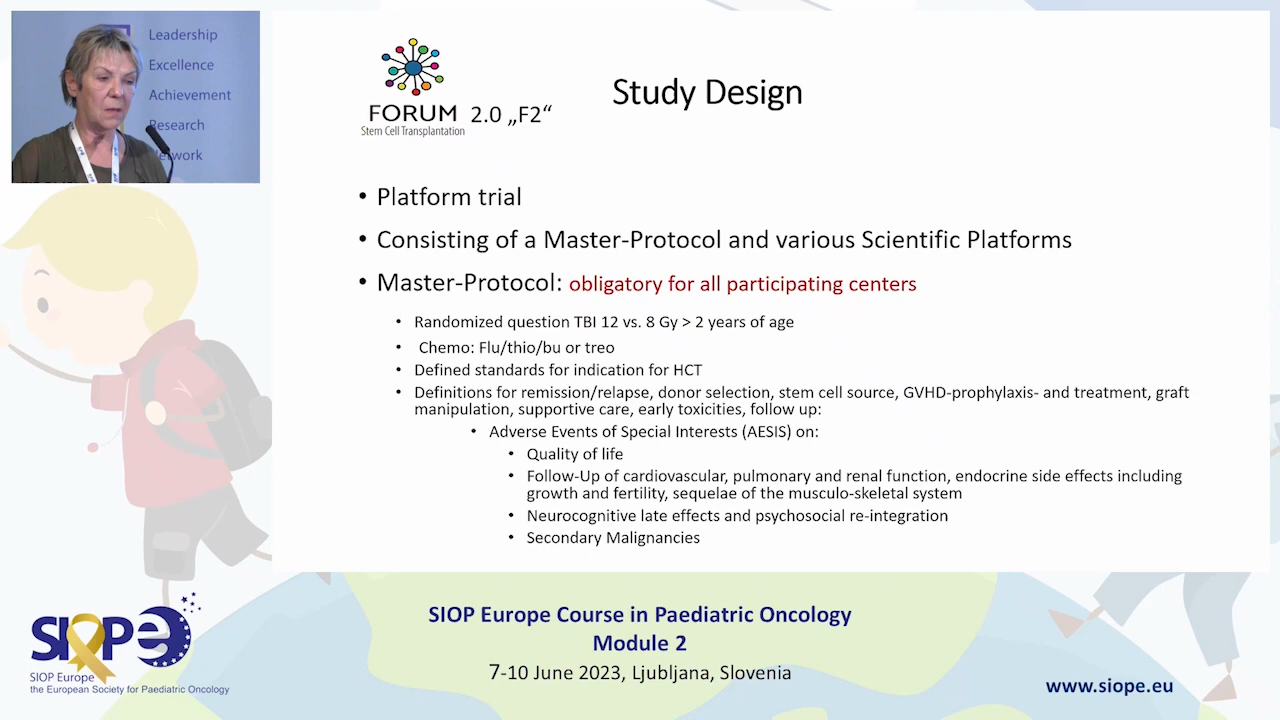 Leadership
Excellence
Achievement
Research
Network
FORUM 2.0 „F2“
Stem Cell Transplantation
Study Design
• Platform trial
• Consisting of a Master-Protocol and various Scientific Platforms
• Master-Protocol: obligatory for all participating centers
• Randomized question TBI 12 vs. 8 Gy > 2 years of age
• Chemo: Flu/thio/bu or treo
• Defined standards for indication for HCT
• Definitions for remission/relapse, donor selection, stem cell source, GVHD-prophylaxis- and treatment, graft
manipulation, supportive care, early toxicities, follow up:
• Adverse Events of Special Interests (AESIS) on:
• Quality of life
• Follow-Up of cardiovascular, pulmonary and renal function, endocrine side effects including
growth and fertility, sequelae of the musculo-skeletal system
• Neurocognitive late effects and psychosocial re-integration
• Secondary Malignancies
SIOPe
SIOP Europe
the European Society for Paediatric Oncology
SIOP Europe Course in Paediatric Oncology
Module 2
7-10 June 2023, Ljubljana, Slovenia
www.siope.eu